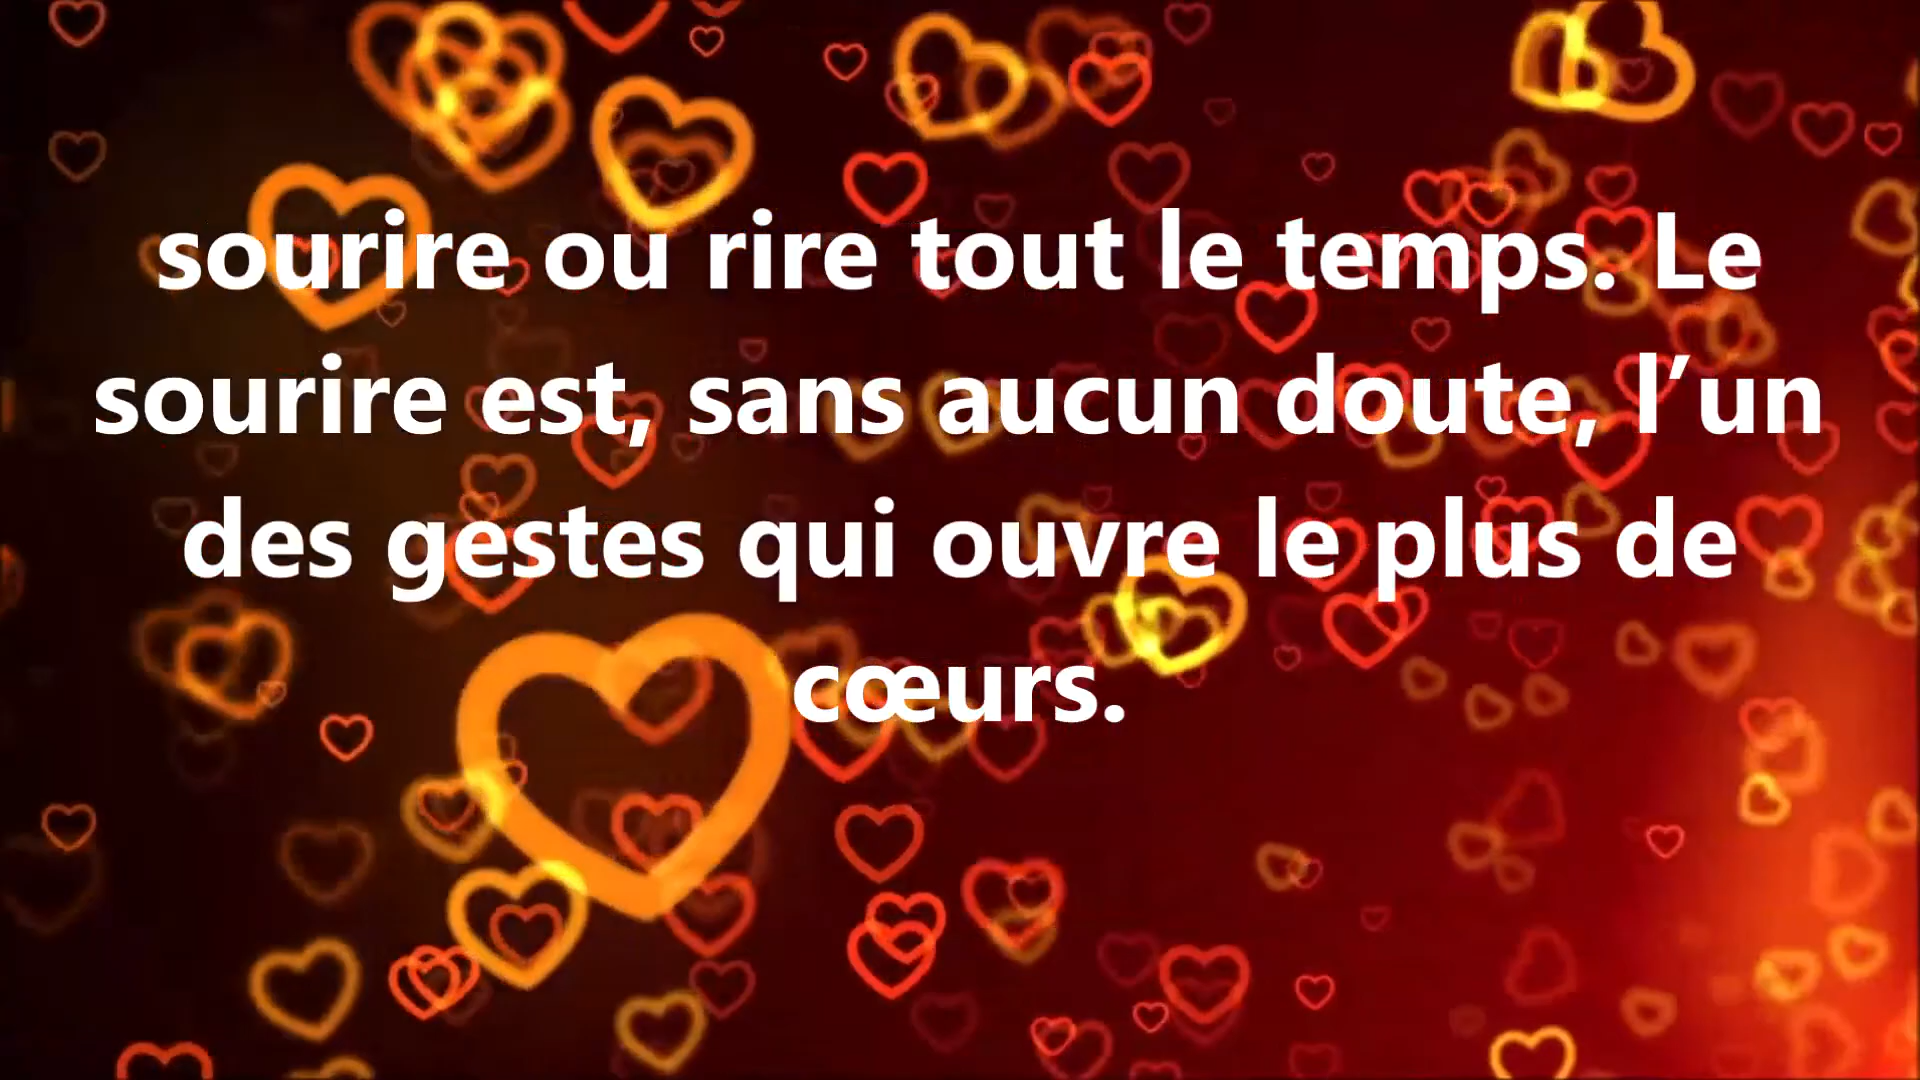 sourire ou rire tout le temps. Le
sourire est, sans aucun doute, l’un
des gestes qui ouvre le plus de
cœurs.